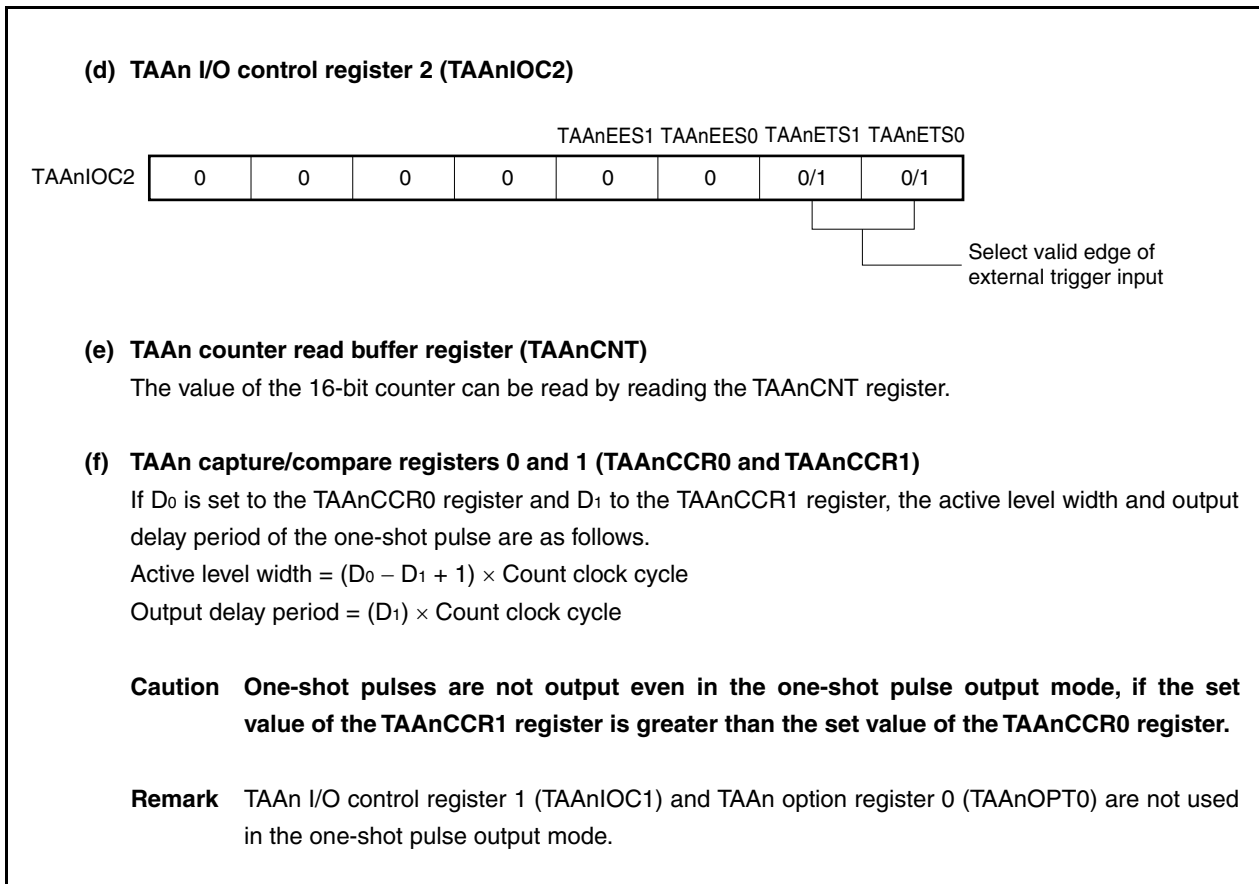 (d) TAAn I/O control register 2 (TAAnIOC2)
TAAnEES1 TAAnEES0 TAAnETS1 TAAnETS0
TAAnIOC2 0 0 0 0 0 0 0/1 0/1
Select valid edge of
external trigger input
(e) TAAn counter read buffer register (TAAnCNT)
The value of the 16-bit counter can be read by reading the TAAnCNT register.
(f) TAAn capture/compare registers 0 and 1 (TAAnCCR0 and TAAnCCR1)
If D0 is set to the TAAnCCR0 register and D1 to the TAAnCCR1 register, the active level width and output
delay period of the one-shot pulse are as follows.
Active level width = (D0 − D1 + 1) × Count clock cycle
Output delay period = (D1) × Count clock cycle
Caution One-shot pulses are not output even in the one-shot pulse output mode, if the set
value of the TAAnCCR1 register is greater than the set value of the TAAnCCR0 register.
Remark TAAn I/O control register 1 (TAAnIOC1) and TAAn option register 0 (TAAnOPT0) are not used
in the one-shot pulse output mode.